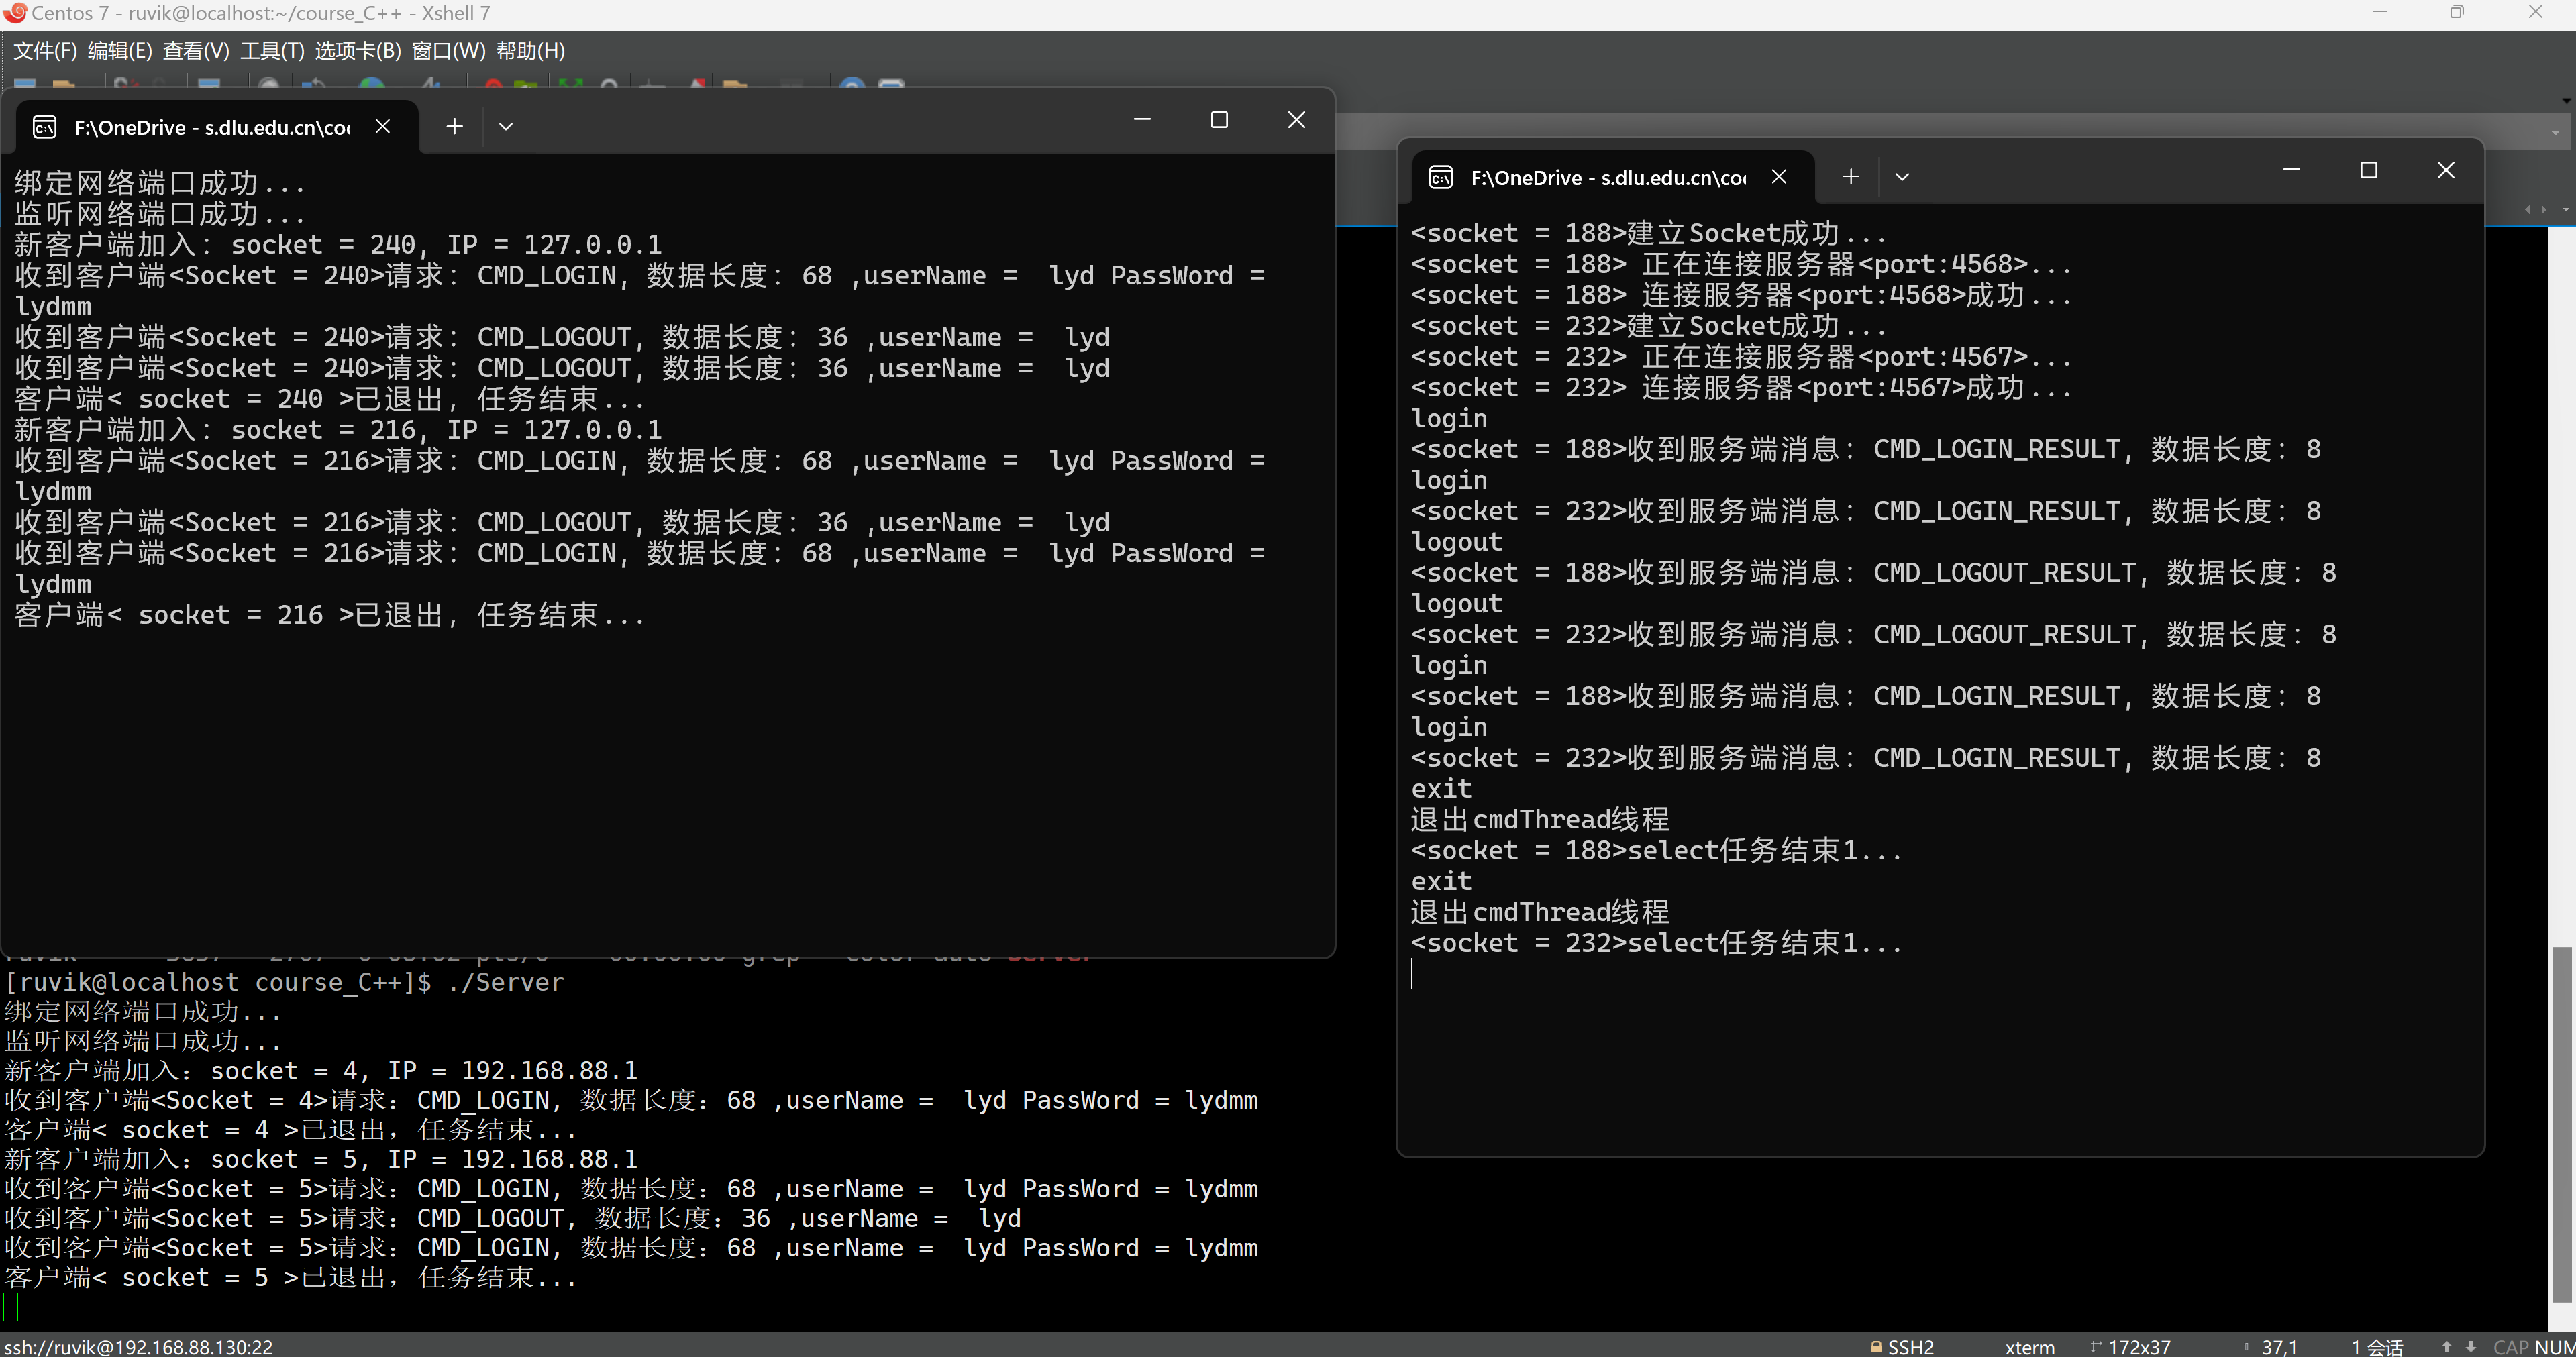 Centos 7 - ruvik@localhost:~/course_C++ - Xshell 7
文件(F) 编辑(E) 查看(V) 工具(T) 选项卡(B) 窗口(W) 帮助(H)
F:\OneDrive - s.dlu.edu.cn\co
绑定网络端口成功...
监听网络端口成功...
新客户端加入: socket = 240, IP = 127.0.0.1
收到客户端<Socket = 240>请求: CMD_LOGIN, 数据长度: 68 ,userName =  lyd PassWord =
lydmm
收到客户端<Socket = 240>请求: CMD_LOGOUT, 数据长度: 36 ,userName =  lyd
收到客户端<Socket = 240>请求: CMD_LOGOUT, 数据长度: 36 ,userName =  lyd
客户端< socket = 240 >已退出, 任务结束...
新客户端加入: socket = 216, IP = 127.0.0.1
收到客户端<Socket = 216>请求: CMD_LOGIN, 数据长度: 68 ,userName =  lyd PassWord =
lydmm
收到客户端<Socket = 216>请求: CMD_LOGOUT, 数据长度: 36 ,userName =  lyd
收到客户端<Socket = 216>请求: CMD_LOGIN, 数据长度: 68 ,userName =  lyd PassWord =
lydmm
客户端< socket = 216 >已退出, 任务结束...
F:\OneDrive - s.dlu.edu.cn\co
<socket = 188>建立Socket成功...
<socket = 188> 正在连接服务器<port:4568>...
<socket = 188> 连接服务器<port:4568>成功...
<socket = 232>建立Socket成功...
<socket = 232> 正在连接服务器<port:4567>...
<socket = 232> 连接服务器<port:4567>成功...
login
<socket = 188>收到服务端消息: CMD_LOGIN_RESULT, 数据长度: 8
login
<socket = 232>收到服务端消息: CMD_LOGIN_RESULT, 数据长度: 8
logout
<socket = 188>收到服务端消息: CMD_LOGOUT_RESULT, 数据长度: 8
logout
<socket = 232>收到服务端消息: CMD_LOGOUT_RESULT, 数据长度: 8
login
<socket = 188>收到服务端消息: CMD_LOGIN_RESULT, 数据长度: 8
login
<socket = 232>收到服务端消息: CMD_LOGIN_RESULT, 数据长度: 8
exit
退出cmdThread线程
<socket = 188>select任务结束1...
exit
退出cmdThread线程
<socket = 232>select任务结束1...
[ruvik@localhost course_C++]$ ./Server
绑定网络端口成功...
监听网络端口成功...
新客户端加入: socket = 4, IP = 192.168.88.1
收到客户端<Socket = 4>请求: CMD_LOGIN, 数据长度: 68 ,userName =  lyd PassWord = lydmm
客户端< socket = 4 >已退出, 任务结束...
新客户端加入: socket = 5, IP = 192.168.88.1
收到客户端<Socket = 5>请求: CMD_LOGIN, 数据长度: 68 ,userName =  lyd PassWord = lydmm
收到客户端<Socket = 5>请求: CMD_LOGOUT, 数据长度: 36 ,userName =  lyd
收到客户端<Socket = 5>请求: CMD_LOGIN, 数据长度: 68 ,userName =  lyd PassWord = lydmm
客户端< socket = 5 >已退出, 任务结束...
ssh://ruvik@192.168.88.130:22 SSH2 xterm 172x37 37,1 1 会话 CAP NUM